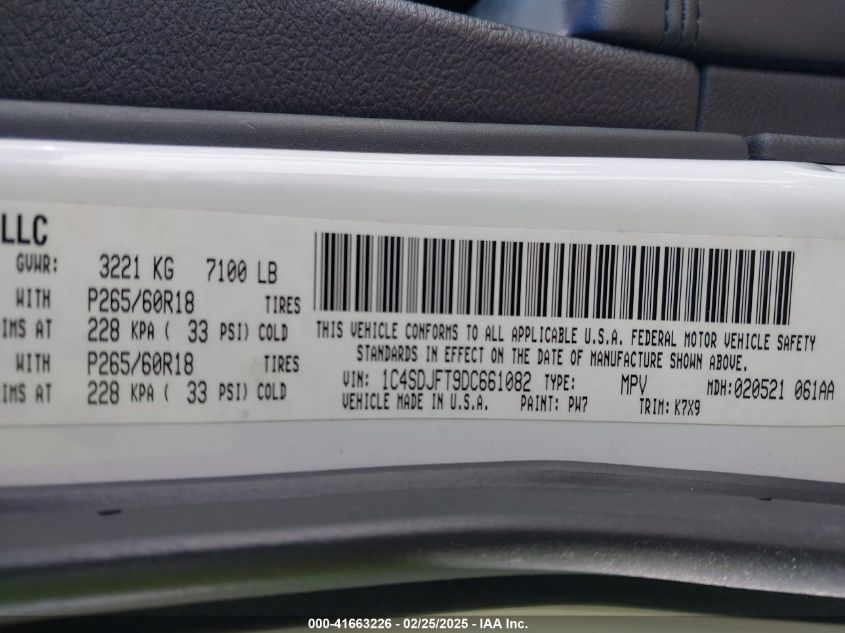 LLC
GVWR: 3221 KG 7100 LB
WITH P265/60R18 TIRES
IMS AT 228 KPA ( 33 PSI) COLD
WITH P265/60R18 TIRES
IMS AT 228 KPA ( 33 PSI) COLD
THIS VEHICLE CONFORMS TO ALL APPLICABLE U.S.A. FEDERAL MOTOR VEHICLE SAFETY
STANDARDS IN EFFECT ON THE DATE OF MANUFACTURE SHOWN ABOVE.
VIN: 1C4SDJFT9DC661082 TYPE: MPV MDH:020521 061AA
VEHICLE MADE IN U.S.A. PAINT: PW7 TRIM: K7X9
000-41663226 - 02/25/2025 - IAA Inc.